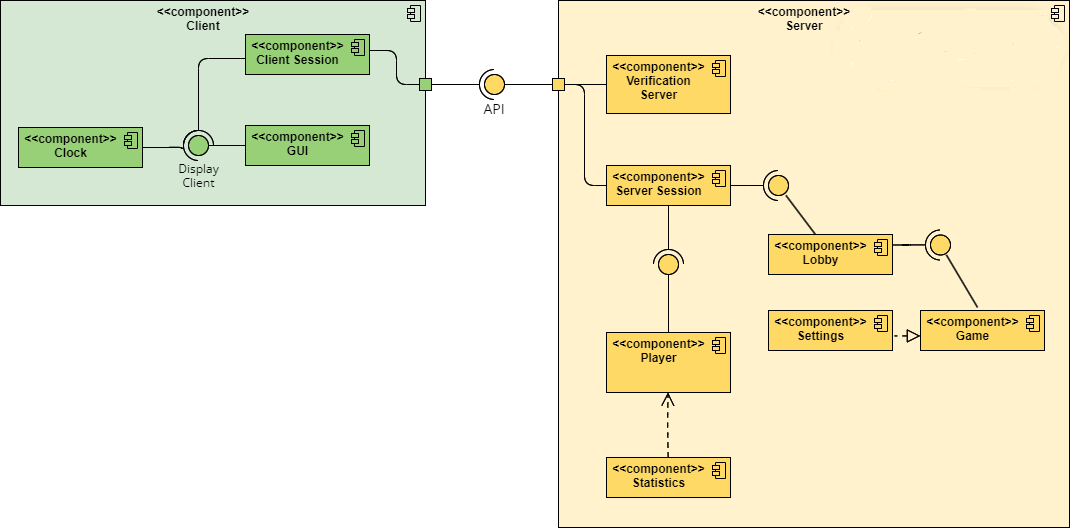 <<component>>
Client
<<component>>
Client Session
<<component>>
Clock
<<component>>
GUI
Display
Client
API
<<component>>
Server
<<component>>
Verification
Server
<<component>>
Server Session
<<component>>
Lobby
<<component>>
Settings
<<component>>
Game
<<component>>
Player
<<component>>
Statistics